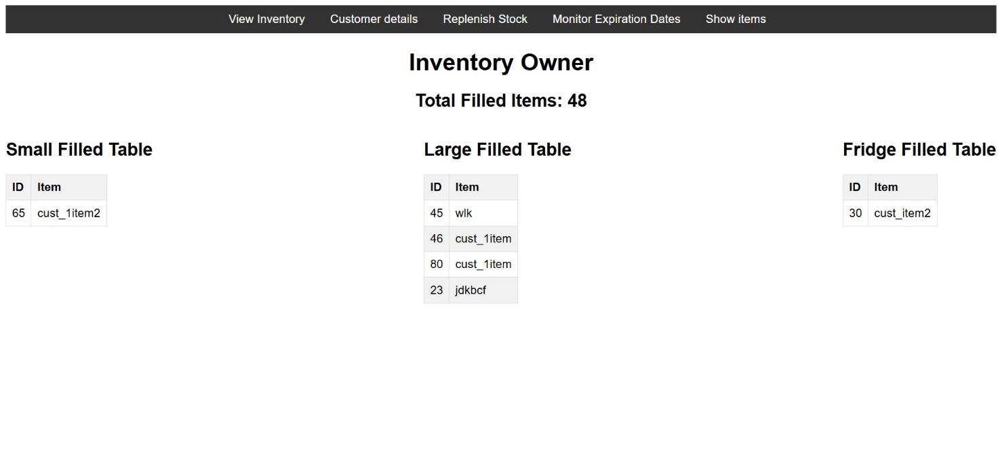 View Inventory Customer details Replenish Stock Monitor Expiration Dates Show items
Inventory Owner
Total Filled Items: 48
Small Filled Table
ID Item
65 cust_1item2
Large Filled Table
ID Item
45 wlk
46 cust_1item
80 cust_1item
23 jdkbcf
Fridge Filled Table
ID Item
30 cust_item2